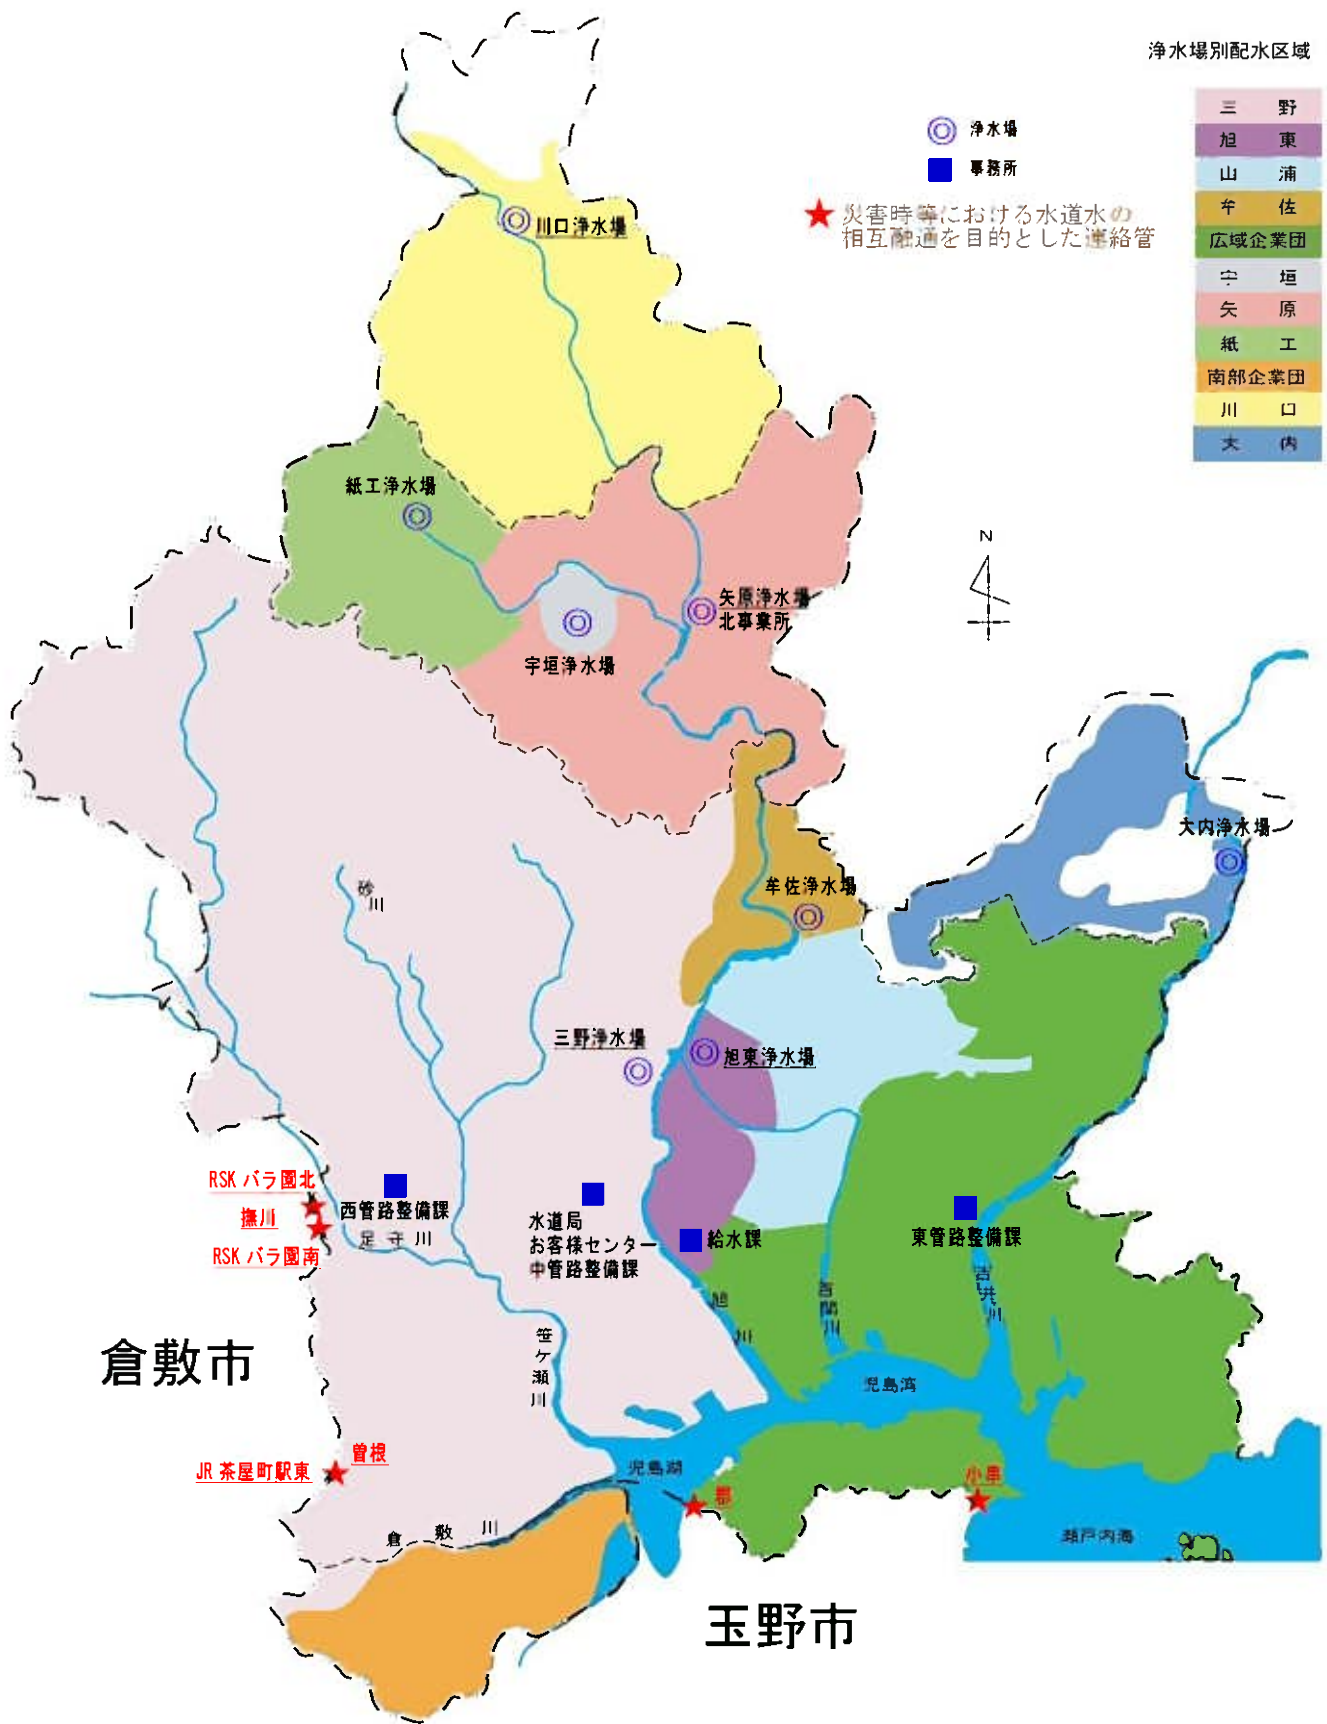 浄水場別配水区域
三 野
旭 東
山 浦
牟 佐
広域企業団
宇 垣
矢 原
紙 工
南部企業団
川 口
大 内
浄水場
事務所
災害時等における水道水の
相互融通を目的とした連絡管
川口浄水場
紙工浄水場
N
矢原浄水場
北事業所
宇垣浄水場
大内浄水場
牟佐浄水場
砂川
三野浄水場
旭東浄水場
RSK バラ園北
撫川
RSK バラ園南
西管路整備課
足守川
水道局
お客様センター
中管路整備課
給水課
東管路整備課
吉井川
旭川
百間川
倉敷市
笹ケ瀬川
児島湾
曽根
JR 茶屋町駅東
児島湖
郡
小串
倉敷川
瀬戸内海
玉野市